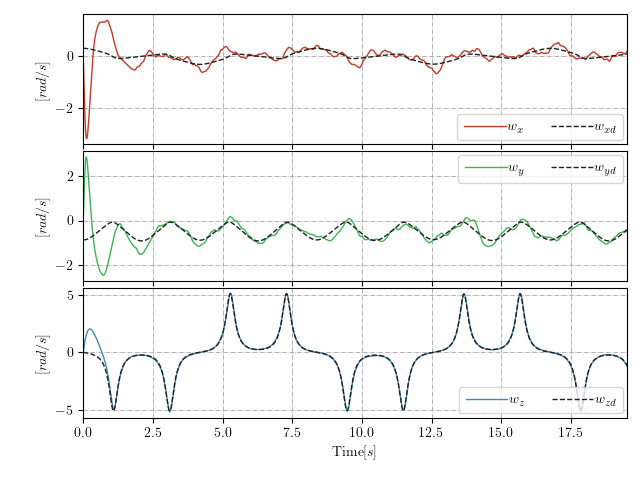 0
−2
[rad/s]
w_x w_xd
2
0
−2
[rad/s]
w_y w_yd
5
0
−5
[rad/s]
w_z w_zd
0.0 2.5 5.0 7.5 10.0 12.5 15.0 17.5
Time[s]